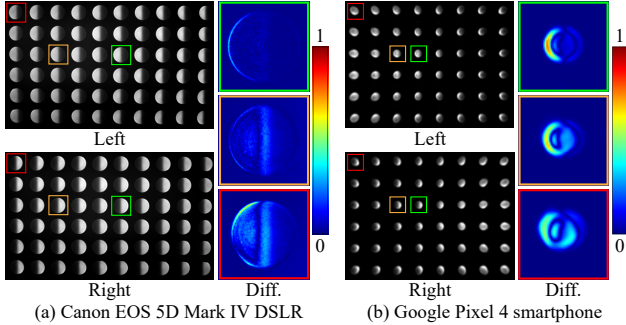 1
Left
0
Right
Diff.
(a) Canon EOS 5D Mark IV DSLR
1
Left
0
Right
Diff.
(b) Google Pixel 4 smartphone